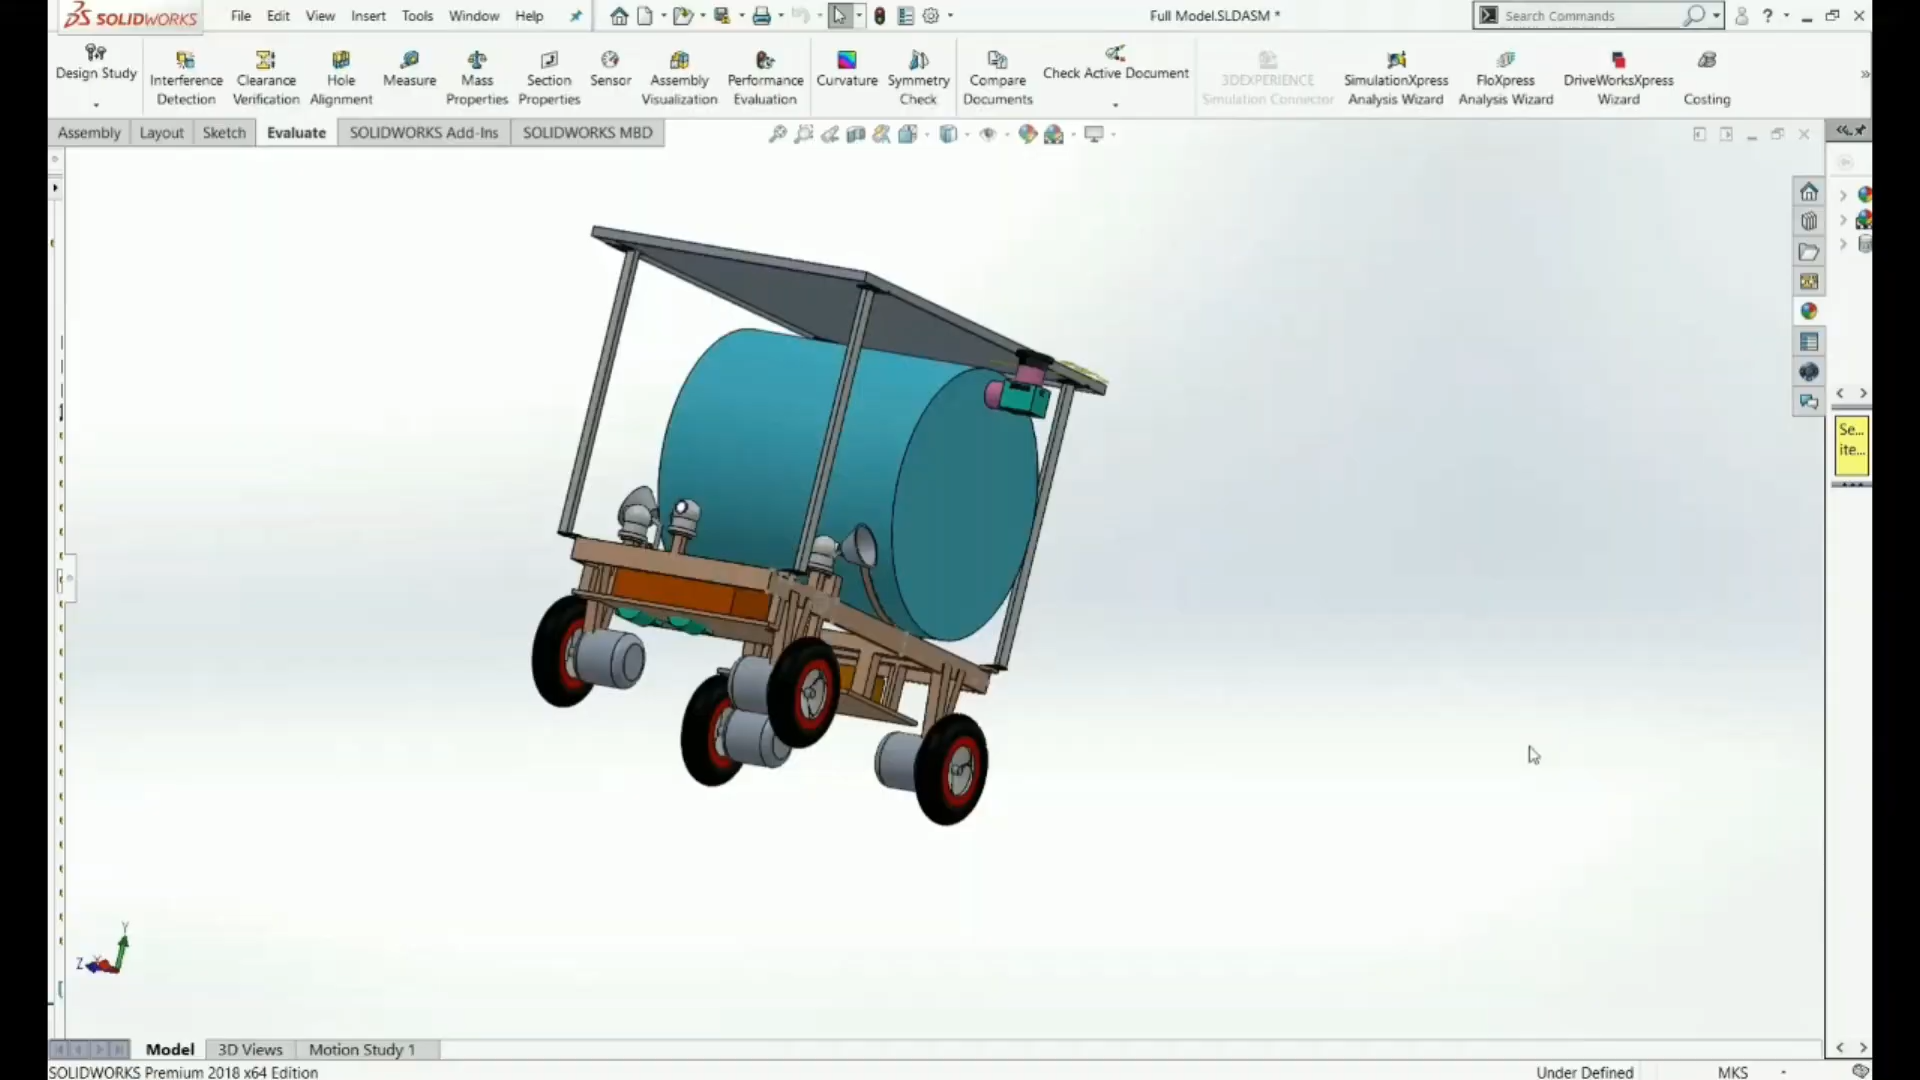 SOLIDWORKS
File Edit View Insert Tools Window Help
Full Model.SLDASM *
Search Commands
Design Study
Interference Detection
Clearance Verification
Hole Alignment
Measure
Mass Properties
Section Properties
Sensor
Assembly Visualization
Performance Evaluation
Curvature
Symmetry Check
Compare Documents
Check Active Document
3DEXPERIENCE Simulation Connector
SimulationXpress Analysis Wizard
FloXpress Analysis Wizard
DriveWorksXpress Wizard
Costing
Assembly Layout Sketch Evaluate SOLIDWORKS Add-Ins SOLIDWORKS MBD
Se...
ite...
Y
Z
Model 3D Views Motion Study 1
SOLIDWORKS Premium 2018 x64 Edition Under Defined MKS